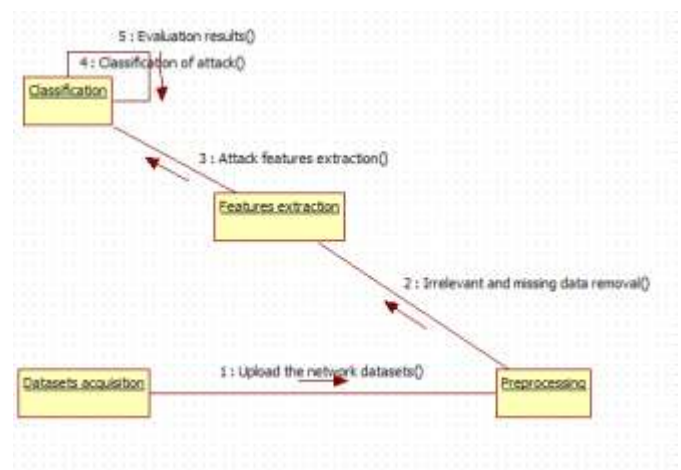 5 : Evaluation results()
4 : Classification of attack()
Classification
3 : Attack features extraction()
Features extraction
2 : Irrelevant and missing data removal()
1 : Upload the network datasets()
Datasets acquisition
Preprocessing